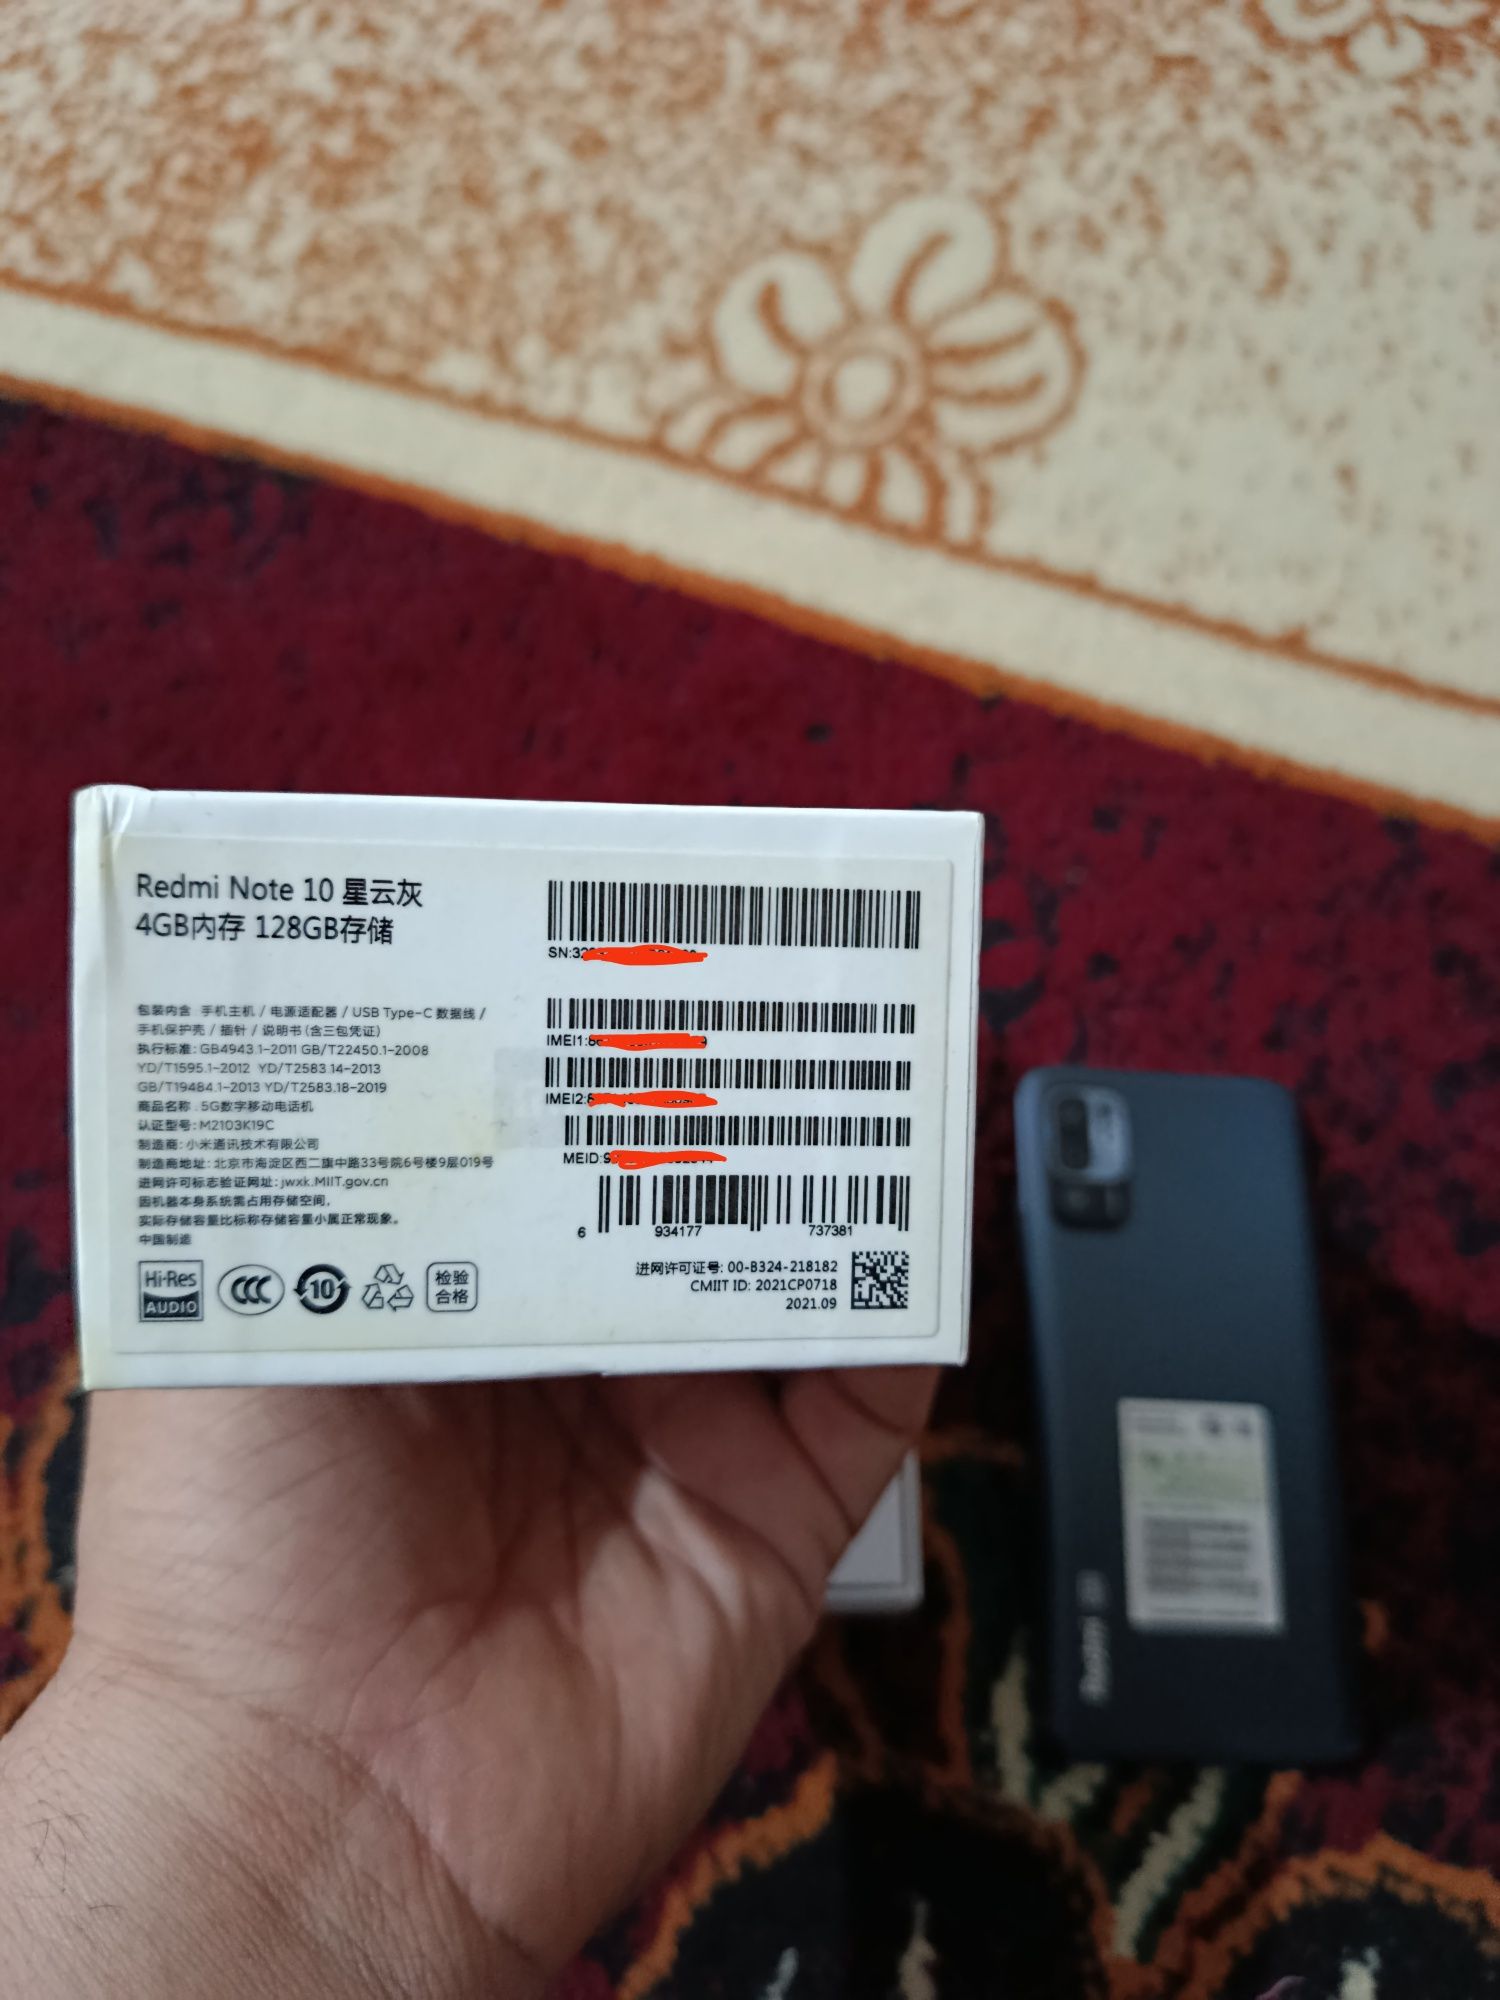 Redmi Note 10 星云灰
4GB内存 128GB存储
包装内含 手机主机 / 电源适配器 / USB Type-C 数据线 /
手机保护壳 / 插针 / 说明书(含三包凭证)
执行标准: GB4943.1-2011 GB/T22450.1-2008
YD/T1595.1-2012 YD/T2583.14-2013
GB/T19484.1-2013 YD/T2583.18-2019
商品名称: 5G数字移动电话机
认证型号: M2103K19C
制造商: 小米通讯技术有限公司
制造商地址: 北京市海淀区西二旗中路33号院6号楼9层019号
进网许可标志验证网址: jwxk.MIIT.gov.cn
因机器本身系统需占用存储空间,
实际存储容量比标称存储容量小属正常现象。
中国制造
Hi-Res
AUDIO
CCC
10
检验
合格
SN:32
IMEI1:8
IMEI2:
MEID:9
6 934177 737381
进网许可证号: 00-B324-218182
CMIIT ID: 2021CP0718
2021.09
Redmi